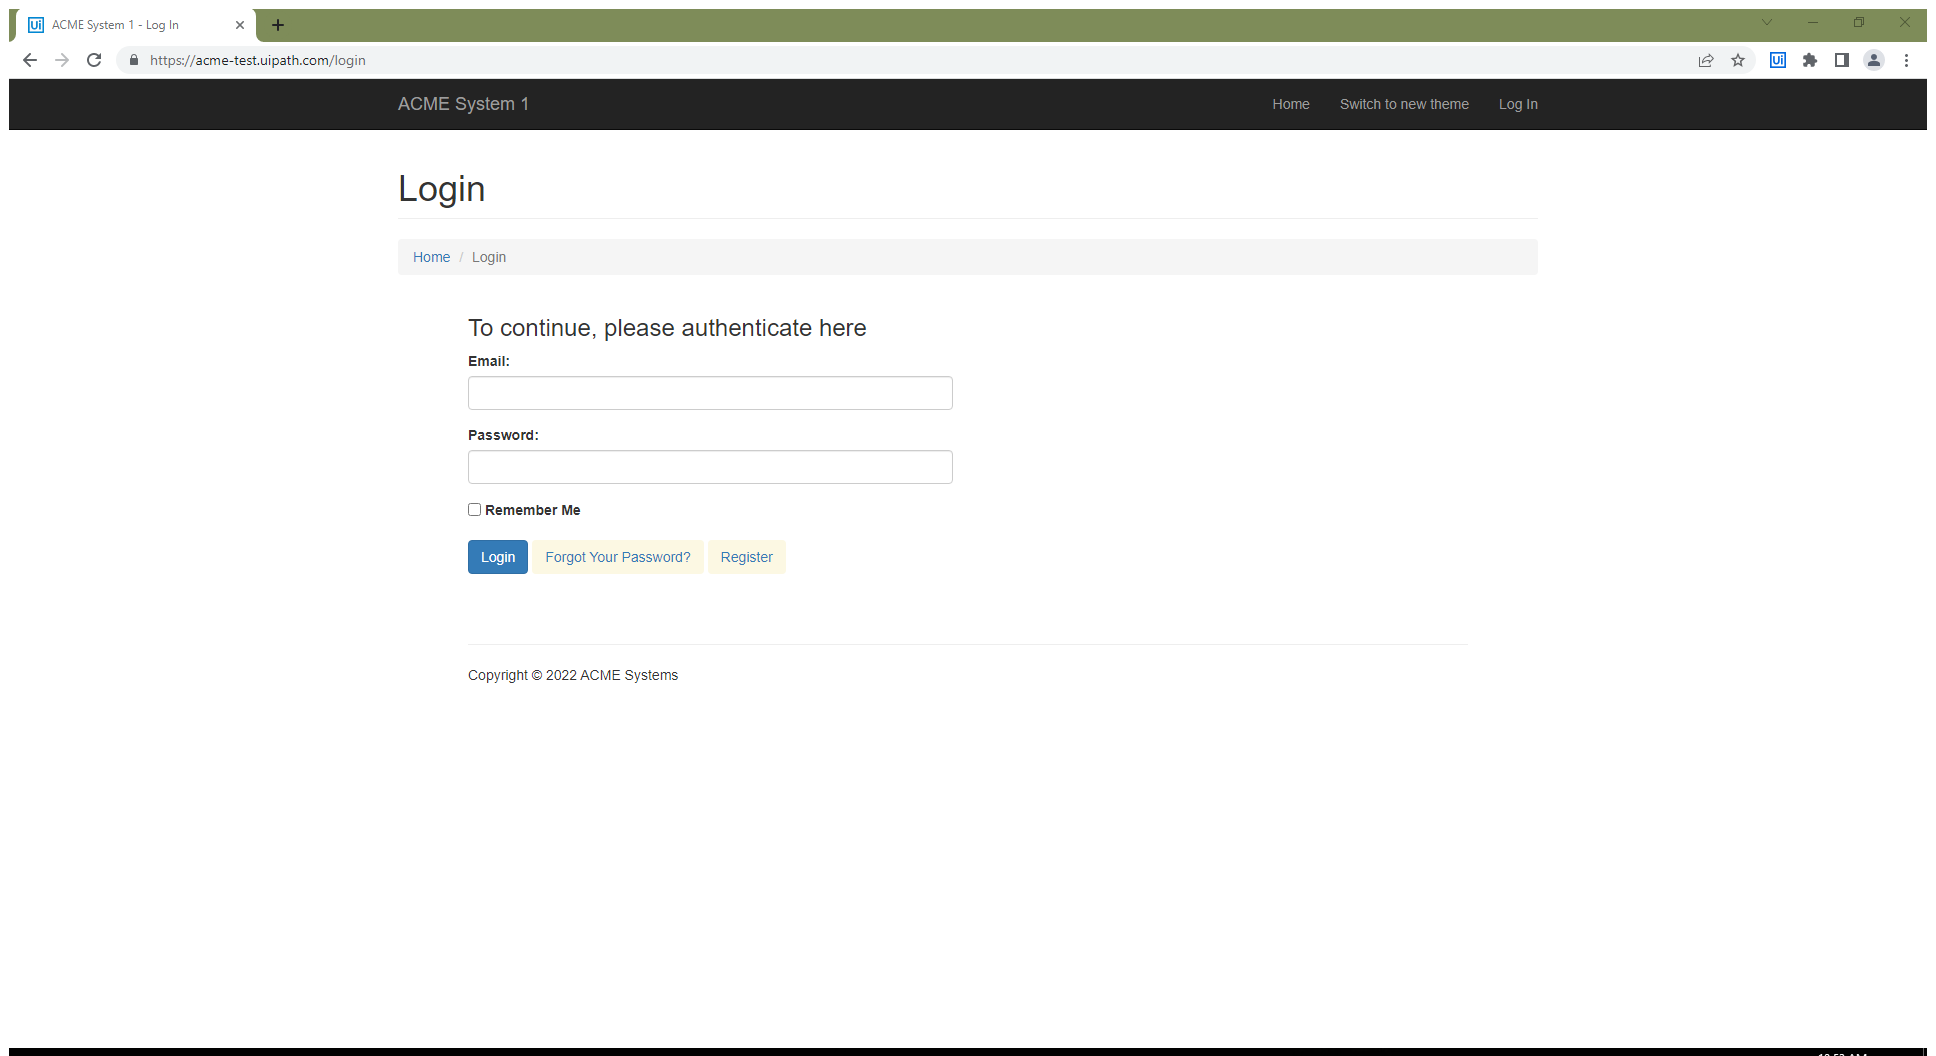 Ui ACME System 1 - Log In
https://acme-test.uipath.com/login
Ui
ACME System 1
Home Switch to new theme Log In
Login
Home / Login
To continue, please authenticate here
Email:
Password:
Remember Me
Login Forgot Your Password? Register
Copyright © 2022 ACME Systems